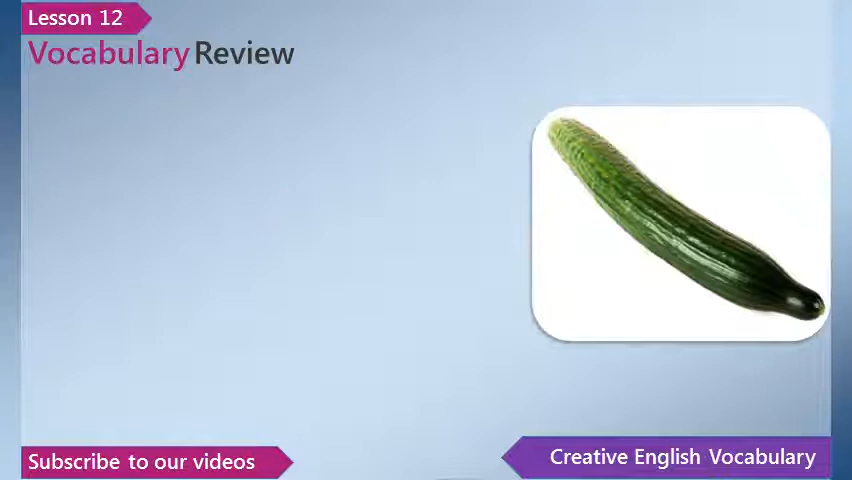 Lesson 12
Vocabulary Review
Subscribe to our videos
Creative English Vocabulary